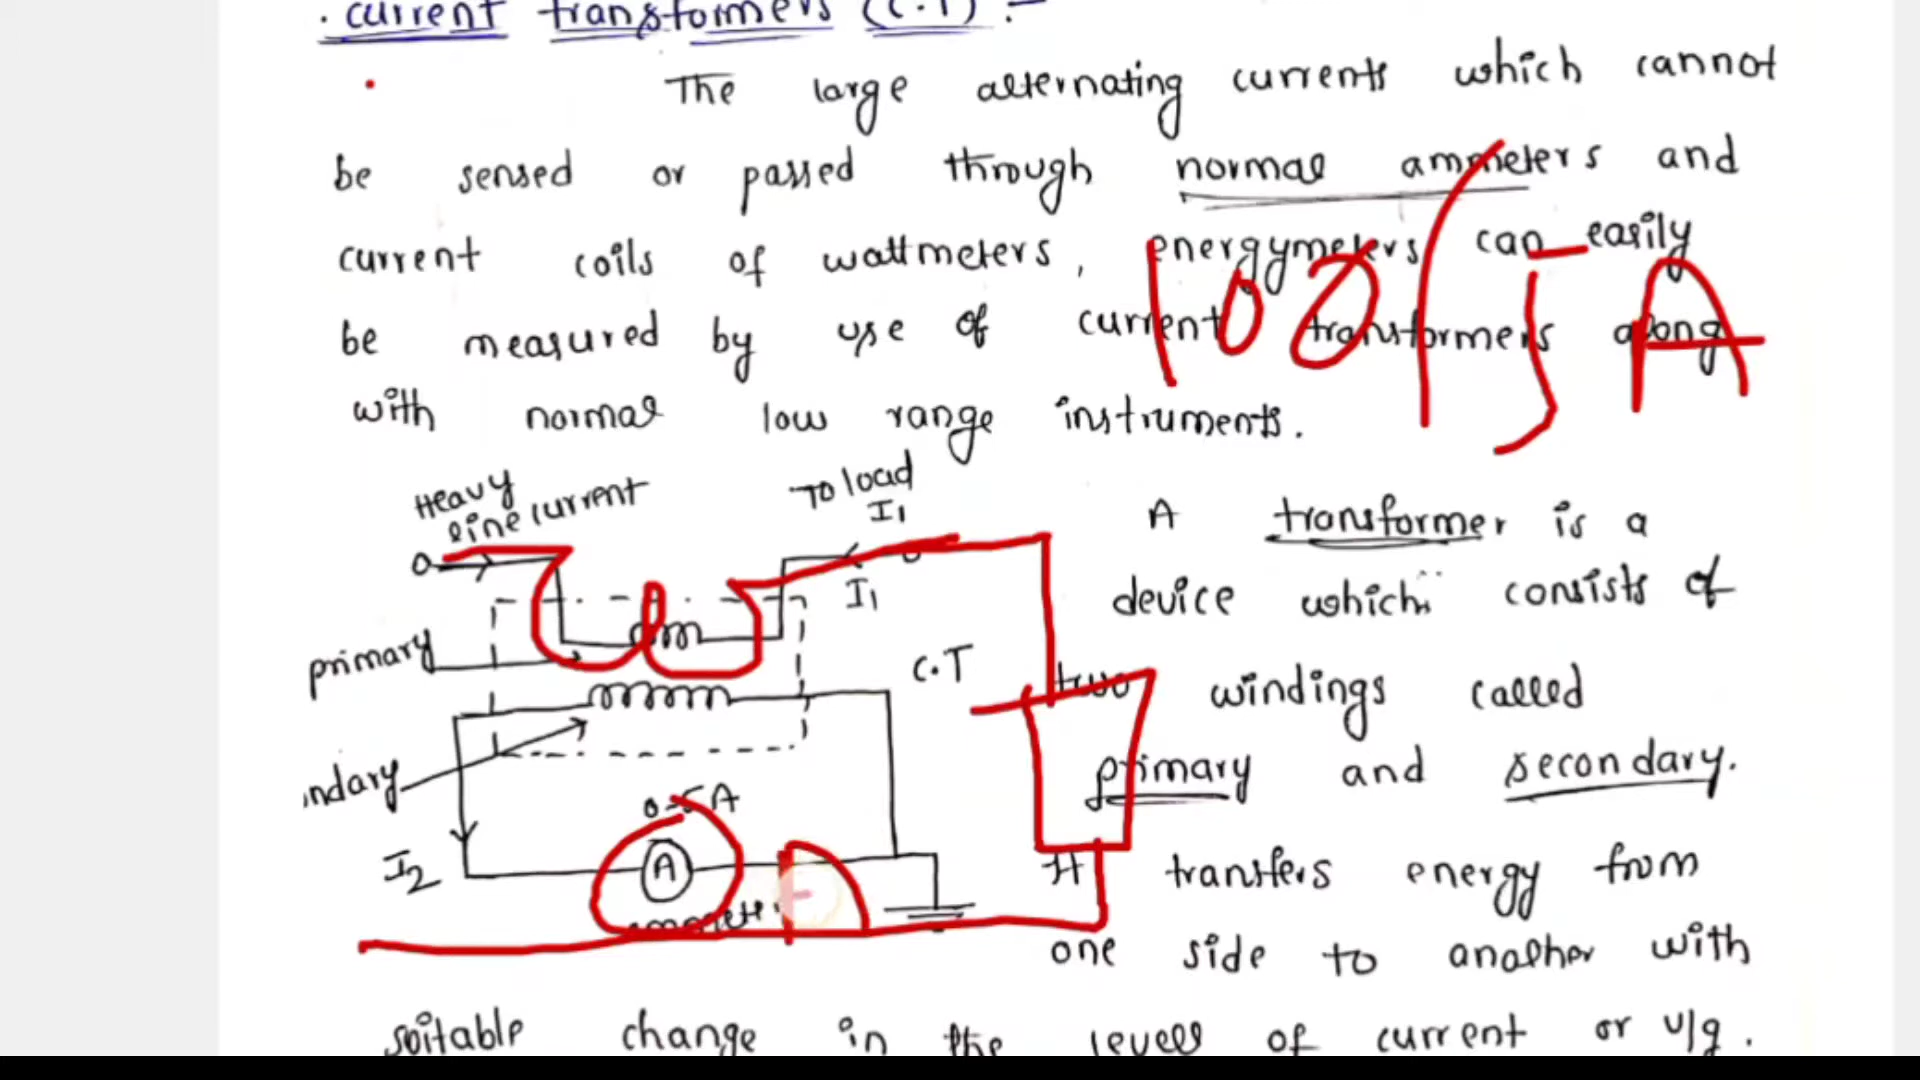 . current transformers (C.T) :-
The large alternating currents which cannot
be sensed or passed through normal ammeters and
current coils of wattmeters, energymeters can easily
be measured by use of current transformers along
with normal low range instruments.
100/5 A
Heavy
line current
To load
I1
I1
primary
C.T
ndary
0-5A
I2
A
ammeter
A transformer is a
device which consists of
two windings called
primary and secondary.
It transfers energy from
one side to another with
suitable change in the levels of current or v/g.